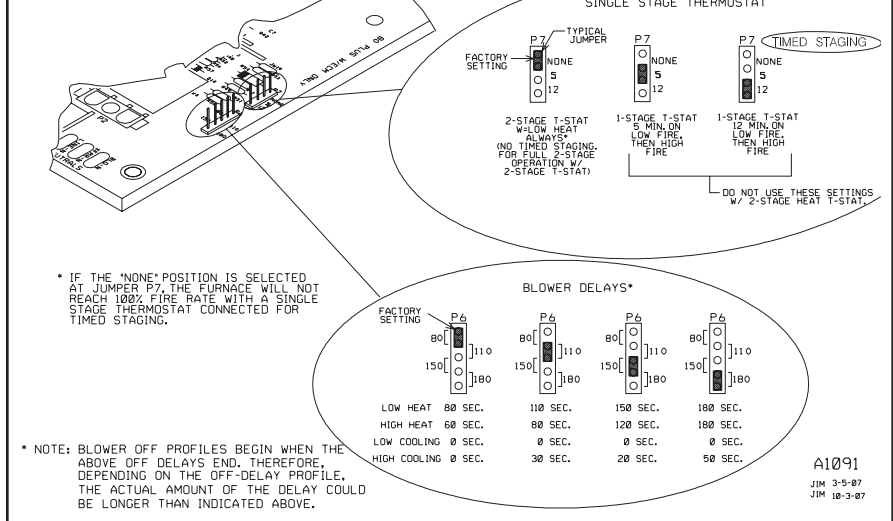 SINGLE STAGE THERMOSTAT
80 PLUS W/ECM ONLY
P2
P7
TYPICAL
JUMPER
FACTORY
SETTING
NONE
5
12
P7
NONE
5
12
P7
TIMED STAGING
NONE
5
12
2-STAGE T-STAT
W=LOW HEAT
ALWAYS*
(NO TIMED STAGING.
FOR FULL 2-STAGE
OPERATION W/
2-STAGE T-STAT)
1-STAGE T-STAT
5 MIN. ON
LOW FIRE,
THEN HIGH
FIRE
1-STAGE T-STAT
12 MIN. ON
LOW FIRE,
THEN HIGH
FIRE
DO NOT USE THESE SETTINGS
W/ 2-STAGE HEAT T-STAT.
* IF THE "NONE" POSITION IS SELECTED
AT JUMPER P7, THE FURNACE WILL NOT
REACH 100% FIRE RATE WITH A SINGLE
STAGE THERMOSTAT CONNECTED FOR
TIMED STAGING.
BLOWER DELAYS*
FACTORY
SETTING
P6 P6 P6 P6
80 80 80 80
110 110 110 110
150 150 150 150
180 180 180 180
LOW HEAT 80 SEC. 110 SEC. 150 SEC. 180 SEC.
HIGH HEAT 60 SEC. 80 SEC. 120 SEC. 180 SEC.
LOW COOLING 0 SEC. 0 SEC. 0 SEC. 0 SEC.
HIGH COOLING 0 SEC. 30 SEC. 20 SEC. 50 SEC.
* NOTE: BLOWER OFF PROFILES BEGIN WHEN THE
ABOVE OFF DELAYS END. THEREFORE,
DEPENDING ON THE OFF-DELAY PROFILE,
THE ACTUAL AMOUNT OF THE DELAY COULD
BE LONGER THAN INDICATED ABOVE.
A1091
JIM 3-5-07
JIM 10-3-07